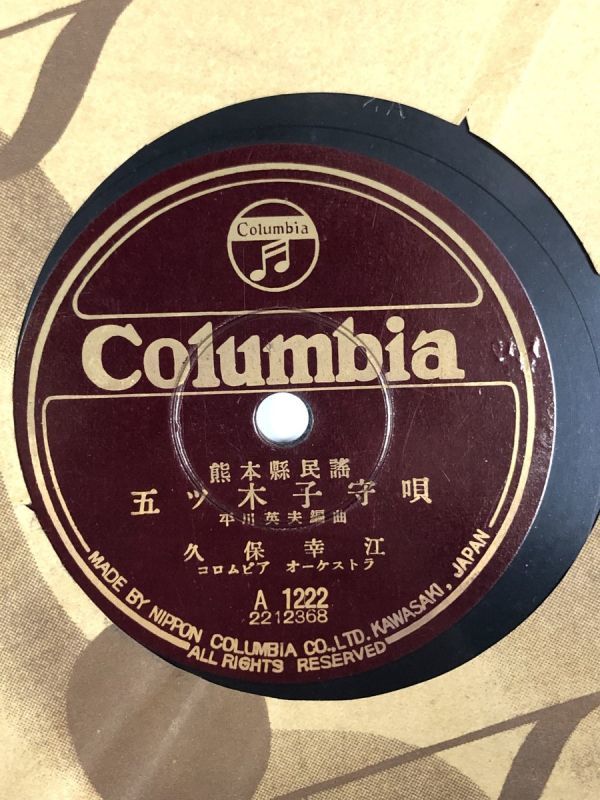 Columbia
Columbia
熊本縣民謠
五ッ木子守唄
平川英夫編曲
久保幸江
コロムビア オーケストラ
A 1222
2212368
MADE BY NIPPON COLUMBIA CO.,LTD. KAWASAKI, JAPAN
ALL RIGHTS RESERVED